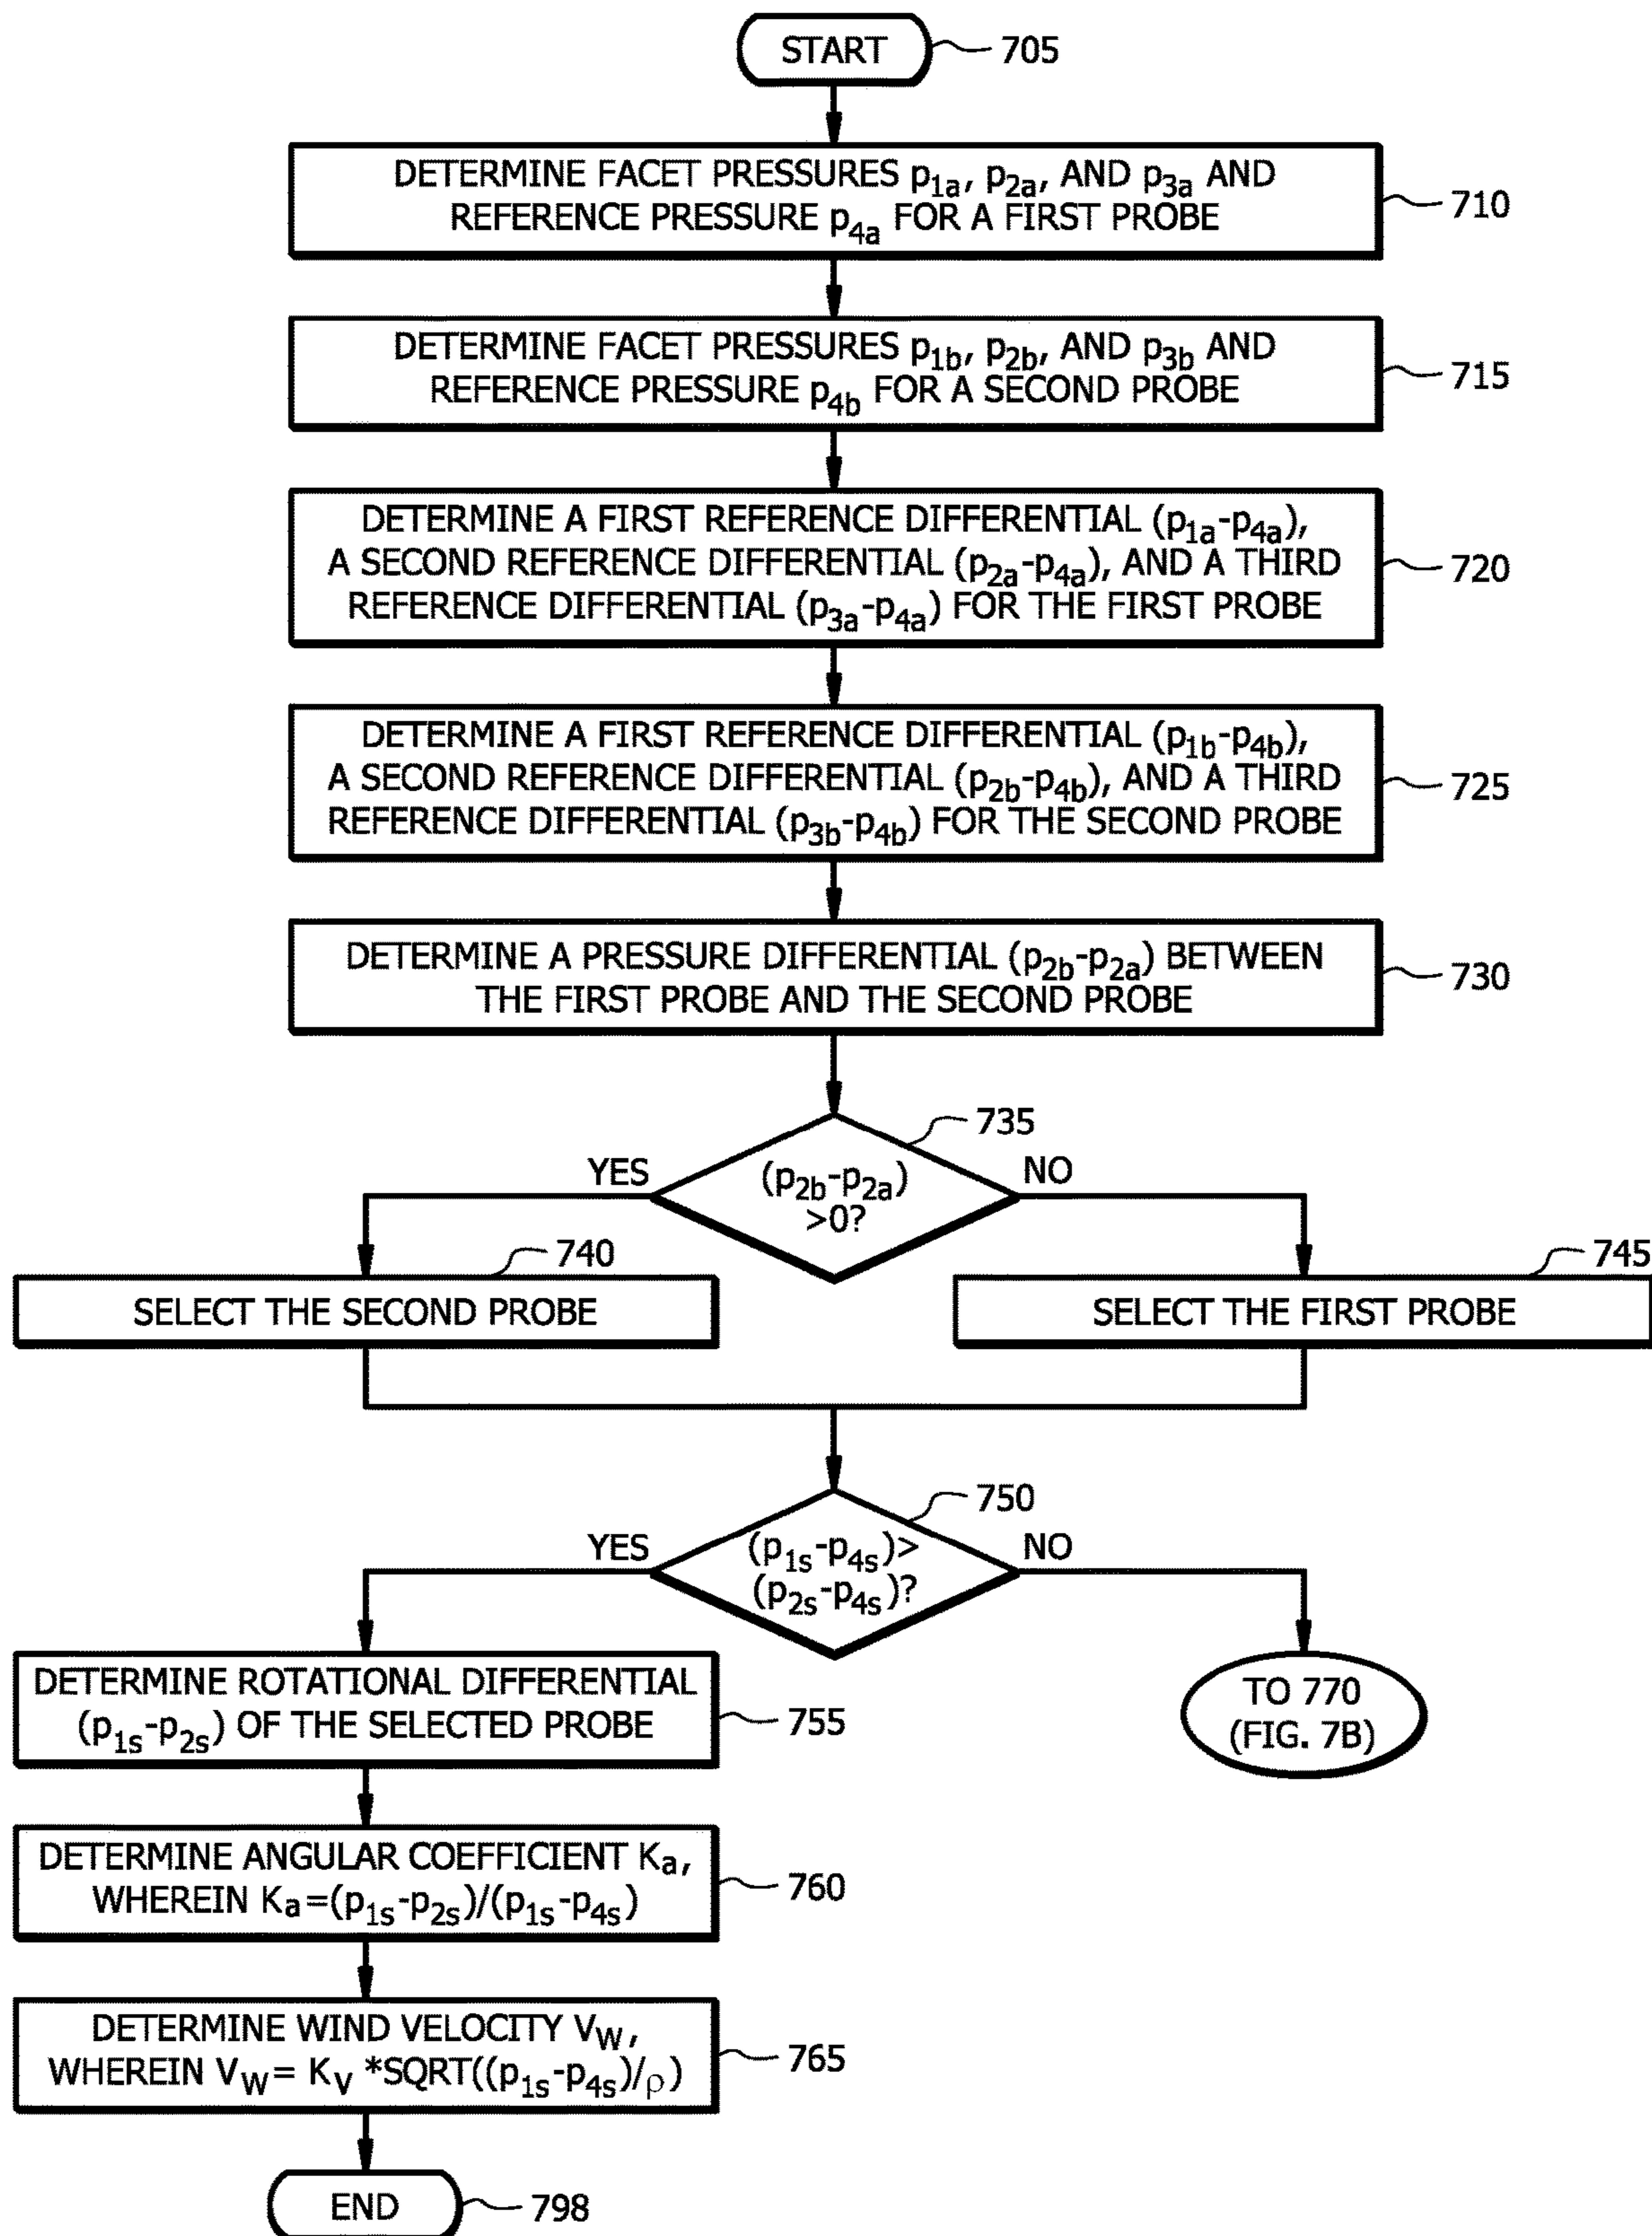 START
705
DETERMINE FACET PRESSURES p1a, p2a, AND p3a AND
REFERENCE PRESSURE p4a FOR A FIRST PROBE
710
DETERMINE FACET PRESSURES p1b, p2b, AND p3b AND
REFERENCE PRESSURE p4b FOR A SECOND PROBE
715
DETERMINE A FIRST REFERENCE DIFFERENTIAL (p1a-p4a),
A SECOND REFERENCE DIFFERENTIAL (p2a-p4a), AND A THIRD
REFERENCE DIFFERENTIAL (p3a-p4a) FOR THE FIRST PROBE
720
DETERMINE A FIRST REFERENCE DIFFERENTIAL (p1b-p4b),
A SECOND REFERENCE DIFFERENTIAL (p2b-p4b), AND A THIRD
REFERENCE DIFFERENTIAL (p3b-p4b) FOR THE SECOND PROBE
725
DETERMINE A PRESSURE DIFFERENTIAL (p2b-p2a) BETWEEN
THE FIRST PROBE AND THE SECOND PROBE
730
735
YES
(p2b-p2a)
>0?
NO
740
SELECT THE SECOND PROBE
745
SELECT THE FIRST PROBE
750
YES
(p1s-p4s)>
(p2s-p4s)?
NO
DETERMINE ROTATIONAL DIFFERENTIAL
(p1s-p2s) OF THE SELECTED PROBE
755
TO 770
(FIG. 7B)
DETERMINE ANGULAR COEFFICIENT Ka,
WHEREIN Ka=(p1s-p2s)/(p1s-p4s)
760
DETERMINE WIND VELOCITY VW,
WHEREIN VW= KV *SQRT((p1s-p4s)/ρ)
765
END
798